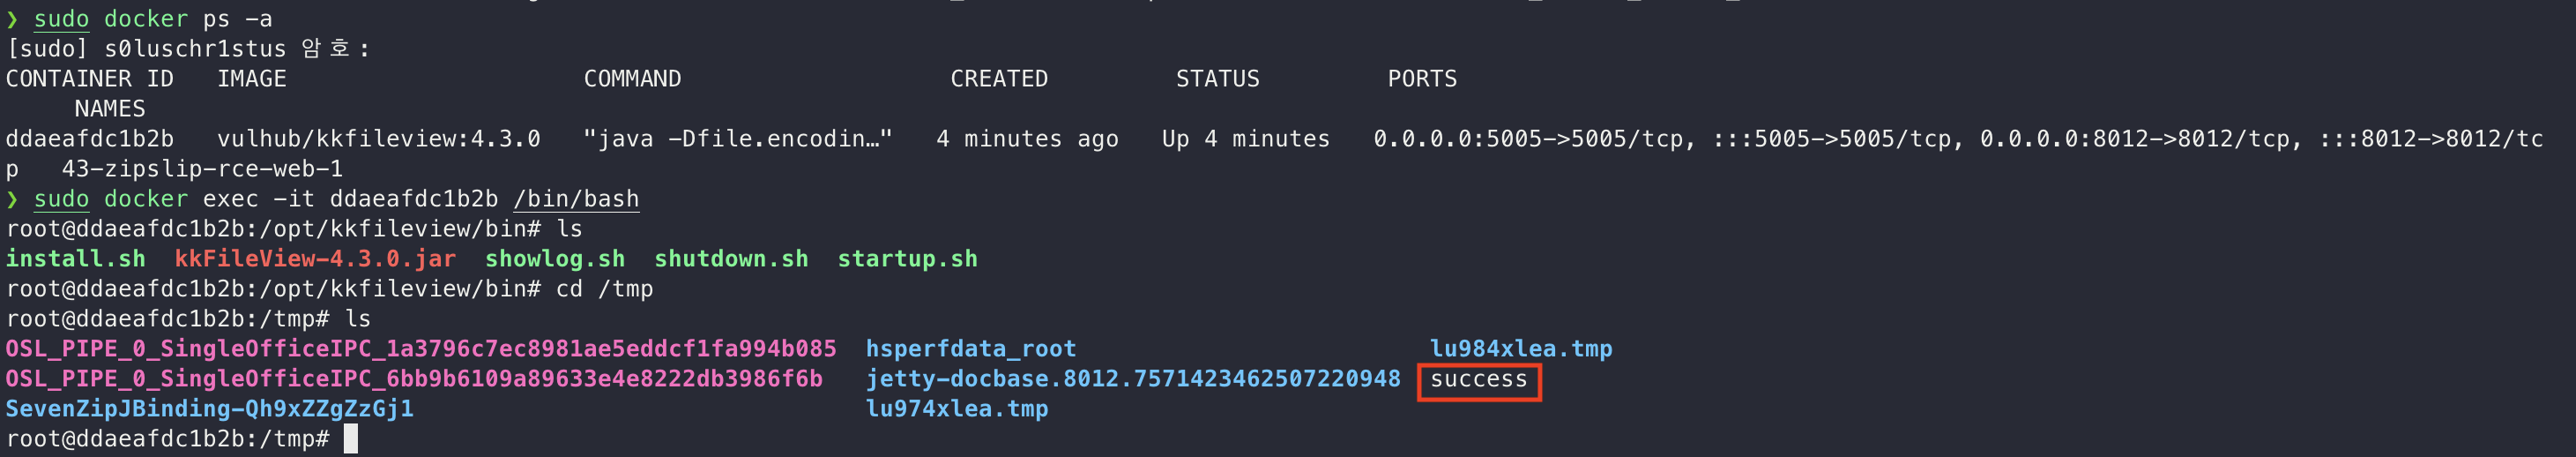 ❯ sudo docker ps -a
[sudo] s0luschr1stus 암호:
CONTAINER ID   IMAGE                     COMMAND                   CREATED         STATUS         PORTS
     NAMES
ddaeafdc1b2b   vulhub/kkfileview:4.3.0   "java -Dfile.encodin…"   4 minutes ago   Up 4 minutes   0.0.0.0:5005->5005/tcp, :::5005->5005/tcp, 0.0.0.0:8012->8012/tcp, :::8012->8012/tc
p   43-zipslip-rce-web-1
❯ sudo docker exec -it ddaeafdc1b2b /bin/bash
root@ddaeafdc1b2b:/opt/kkfileview/bin# ls
install.sh  kkFileView-4.3.0.jar  showlog.sh  shutdown.sh  startup.sh
root@ddaeafdc1b2b:/opt/kkfileview/bin# cd /tmp
root@ddaeafdc1b2b:/tmp# ls
OSL_PIPE_0_SingleOfficeIPC_1a3796c7ec8981ae5eddcf1fa994b085  hsperfdata_root                        lu984xlea.tmp
OSL_PIPE_0_SingleOfficeIPC_6bb9b6109a89633e4e8222db3986f6b  jetty-docbase.8012.7571423462507220948  success
SevenZipJBinding-Qh9xZZgZzGj1                                lu974xlea.tmp
root@ddaeafdc1b2b:/tmp#